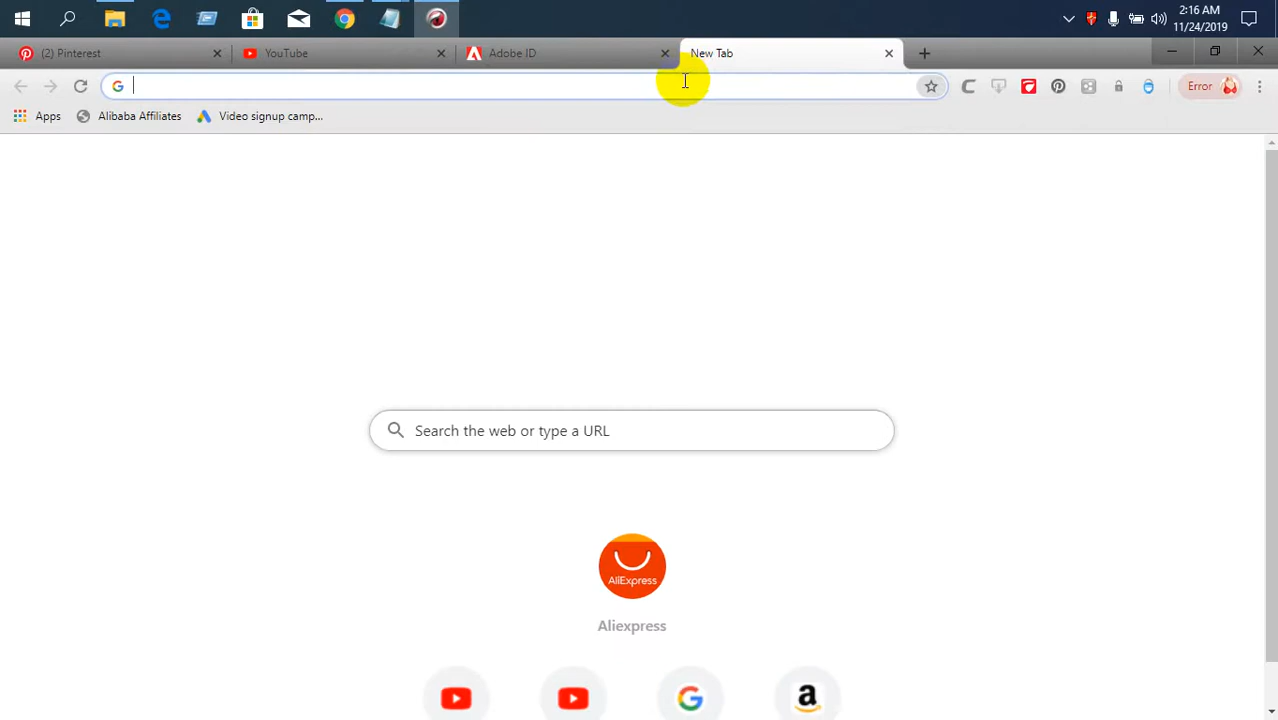 2:16 AM
11/24/2019
(2) Pinterest
YouTube
Adobe ID
New Tab
Error
Apps
Alibaba Affiliates
Video signup camp...
Search the web or type a URL
AliExpress
Aliexpress